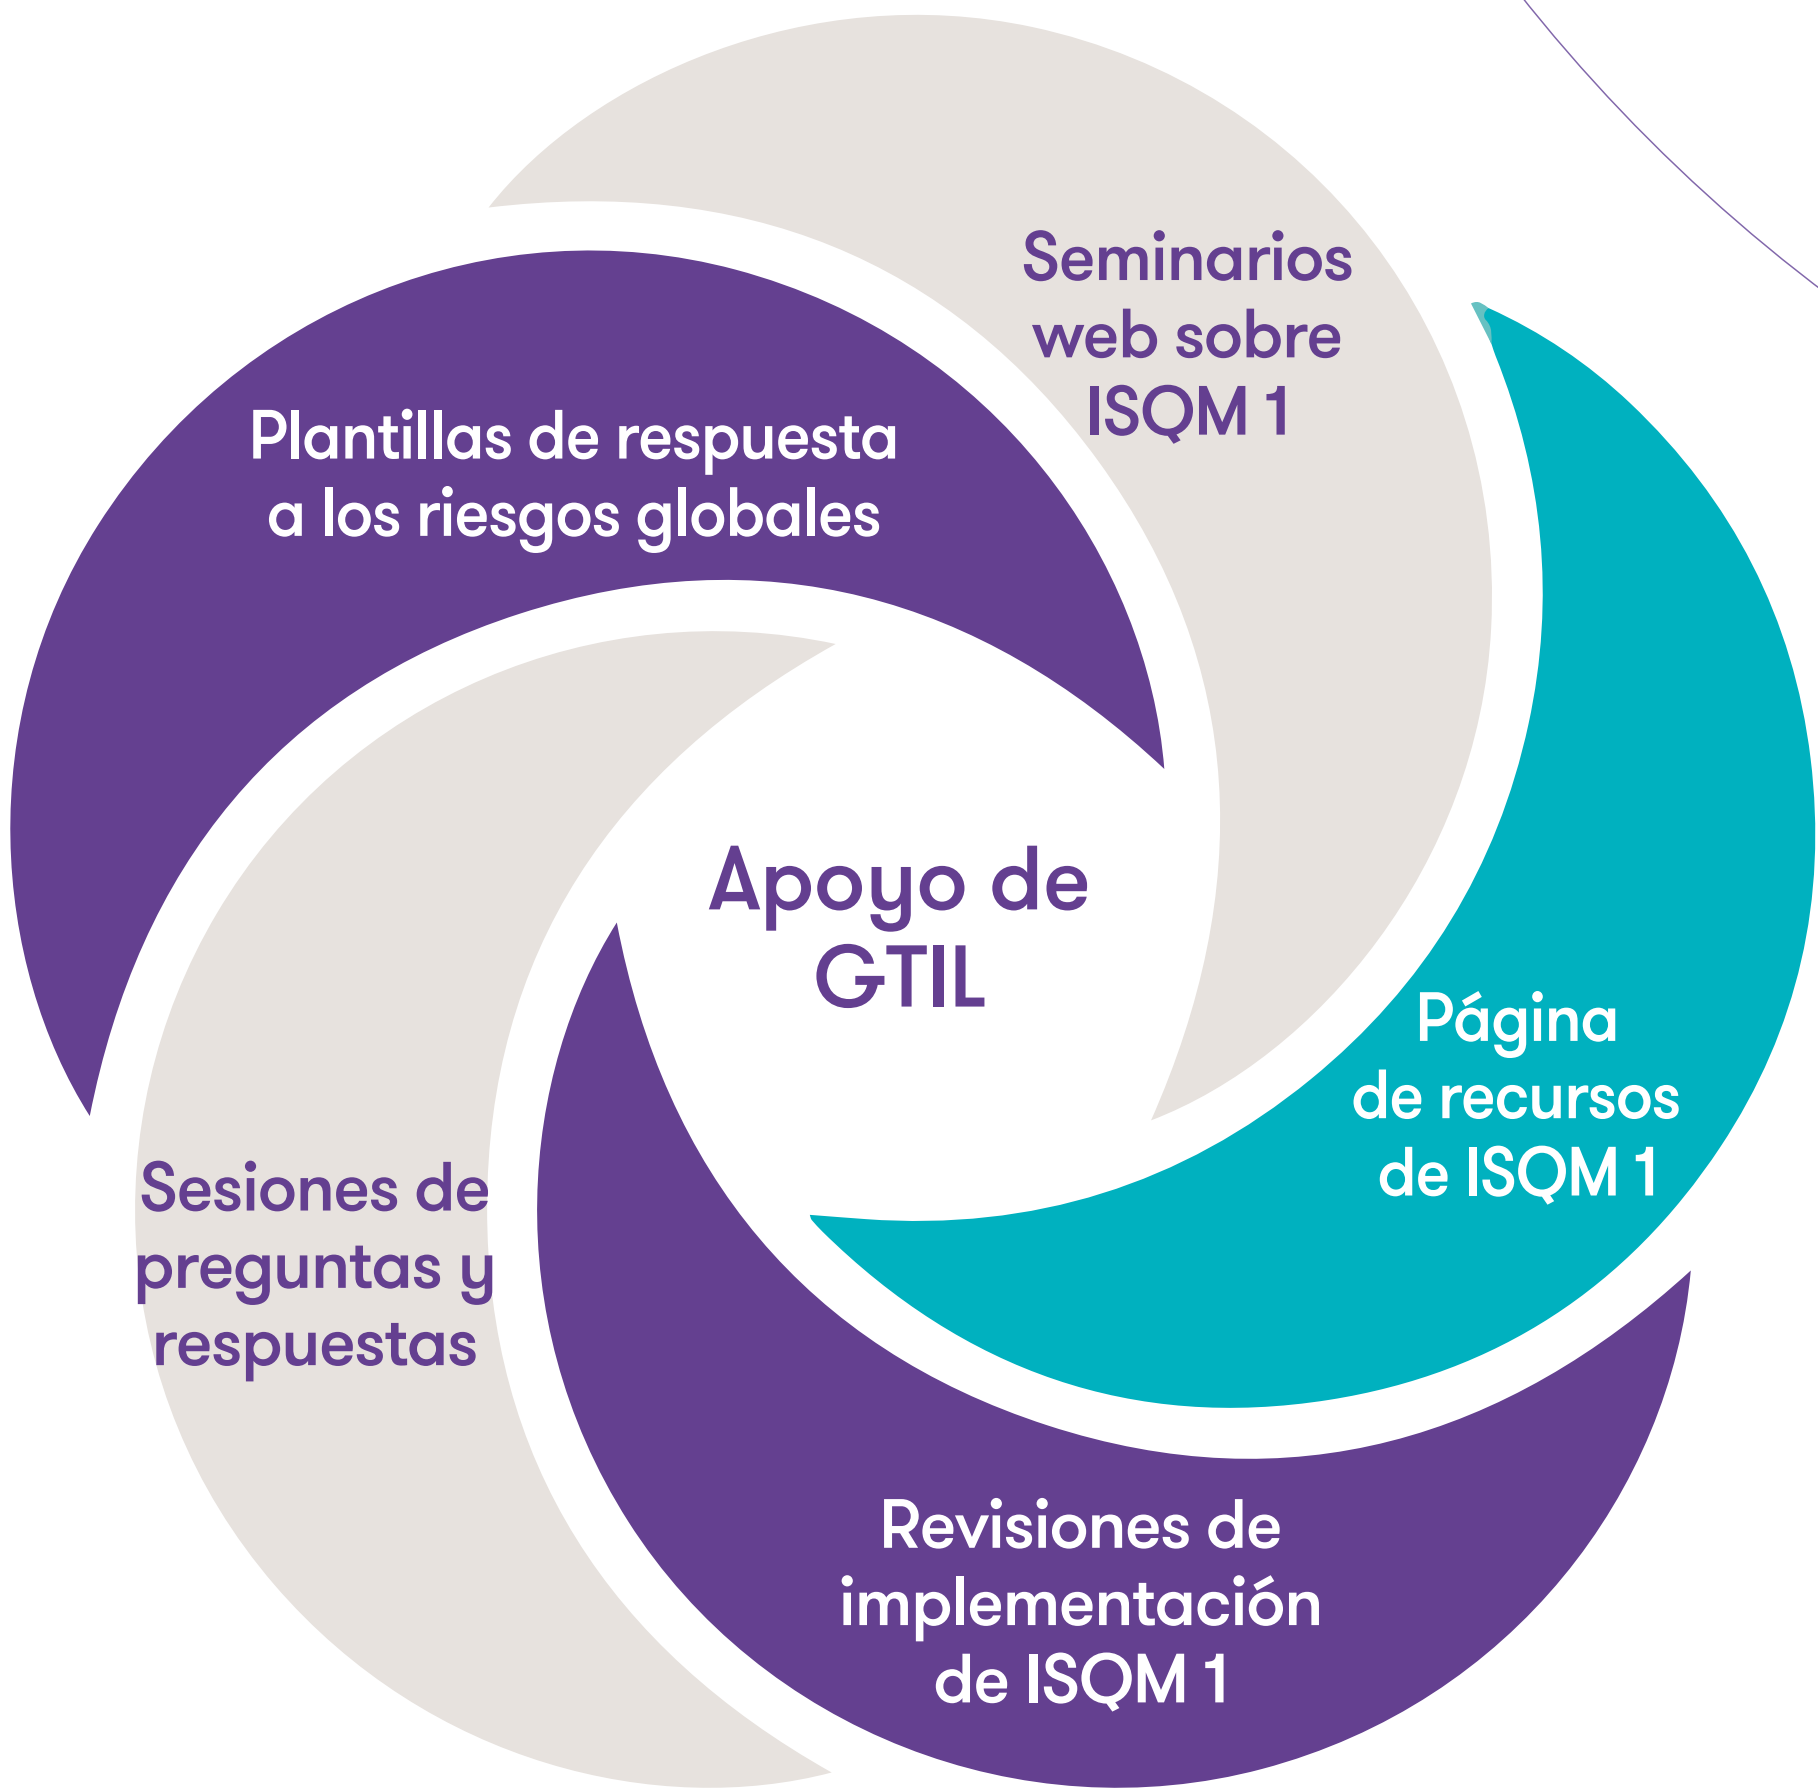 Seminarios
web sobre
ISQM 1
Plantillas de respuesta
a los riesgos globales
Apoyo de
GTIL
Página
de recursos
de ISQM 1
Sesiones de
preguntas y
respuestas
Revisiones de
implementación
de ISQM 1